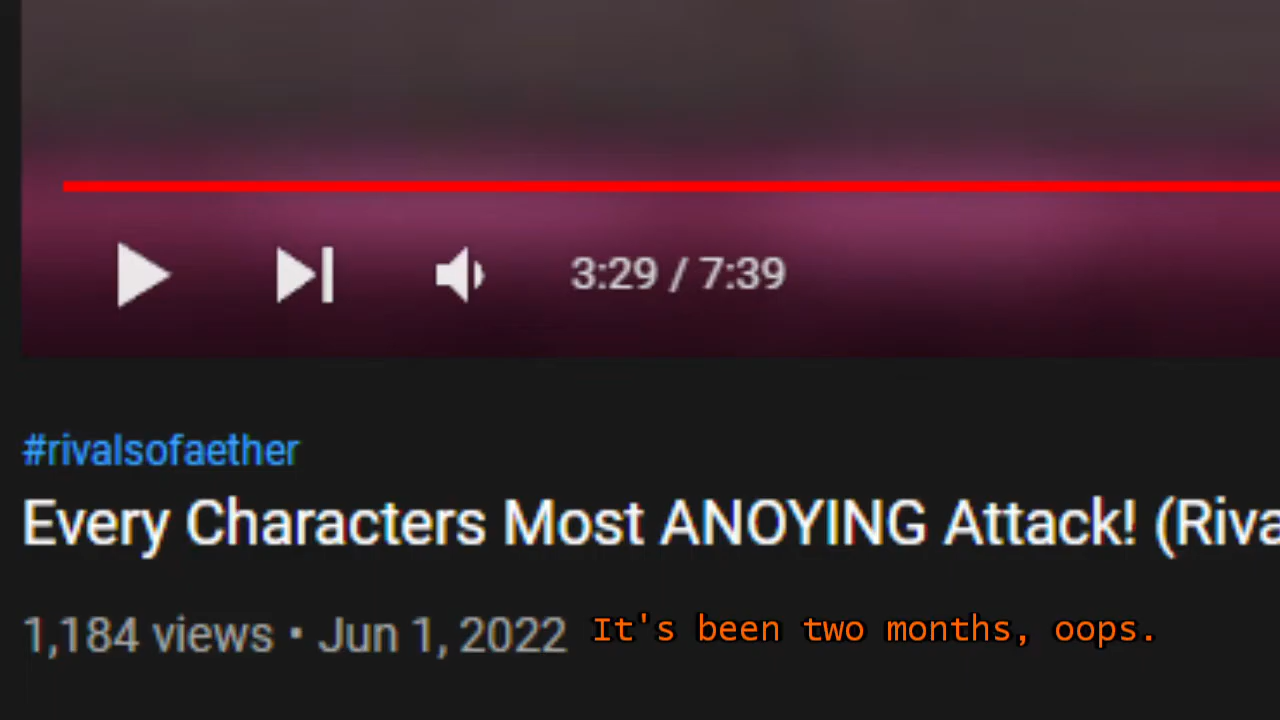 3:29 / 7:39
#rivalsofaether
Every Characters Most ANOYING Attack! (Riva
1,184 views • Jun 1, 2022 It's been two months, oops.